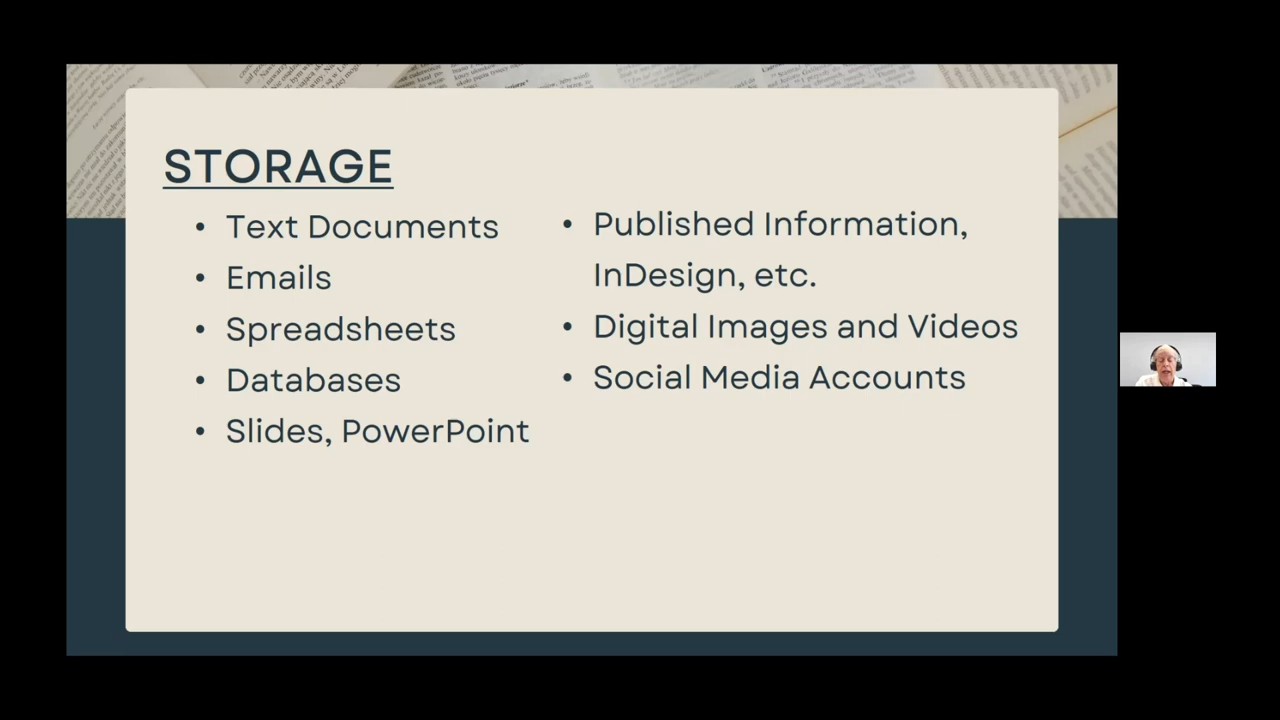 STORAGE
• Text Documents
• Emails
• Spreadsheets
• Databases
• Slides, PowerPoint
• Published Information,
InDesign, etc.
• Digital Images and Videos
• Social Media Accounts